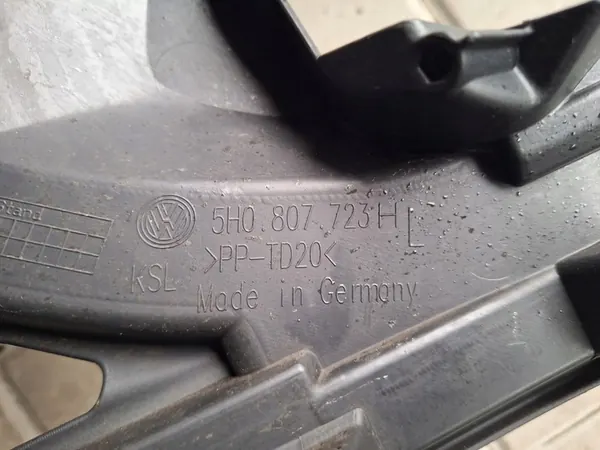 Stand
5H0.807.723 H
L
>PP-TD20<
KSL
Made in Germany